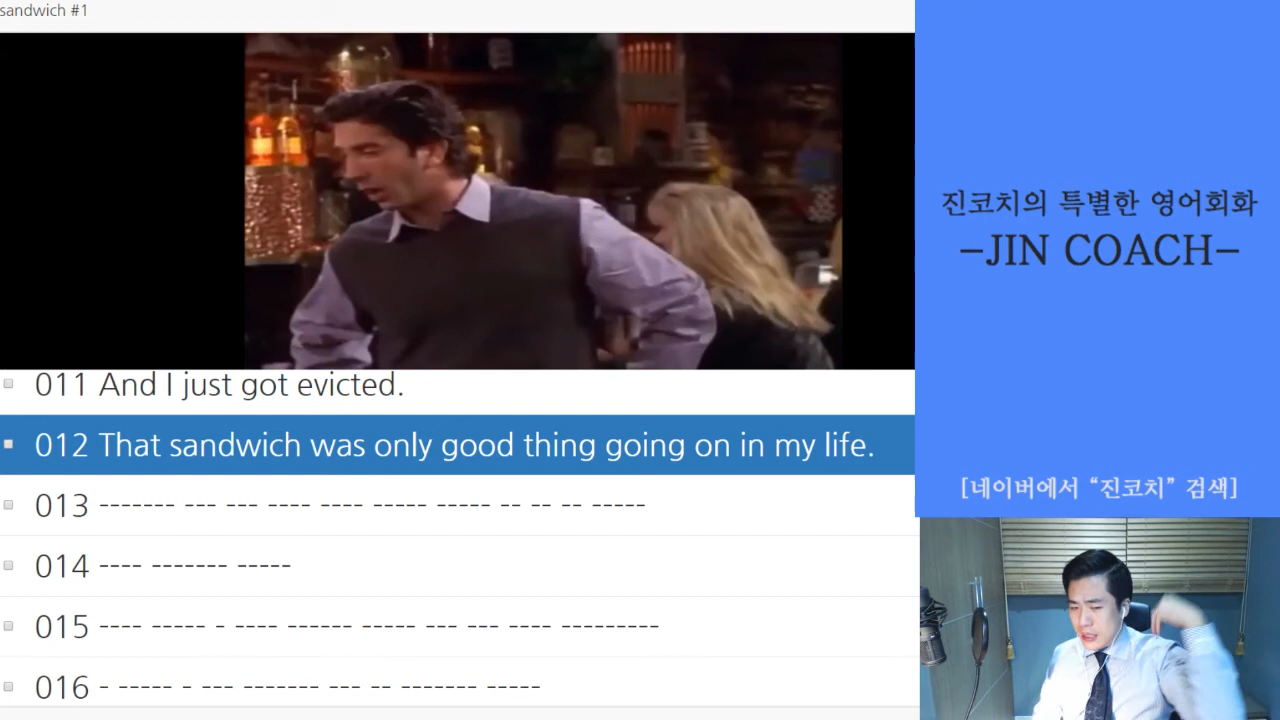 sandwich #1
011 And I just got evicted.
012 That sandwich was only good thing going on in my life.
013 ------- --- --- ---- ---- ----- ----- -- -- -- -----
014 ---- ------- -----
015 ---- ----- - ---- ------ ----- --- --- ---- ---------
016 - ----- - --- ------- --- -- ------- -----
진코치의 특별한 영어회화
–JIN COACH–
[네이버에서 “진코치” 검색]